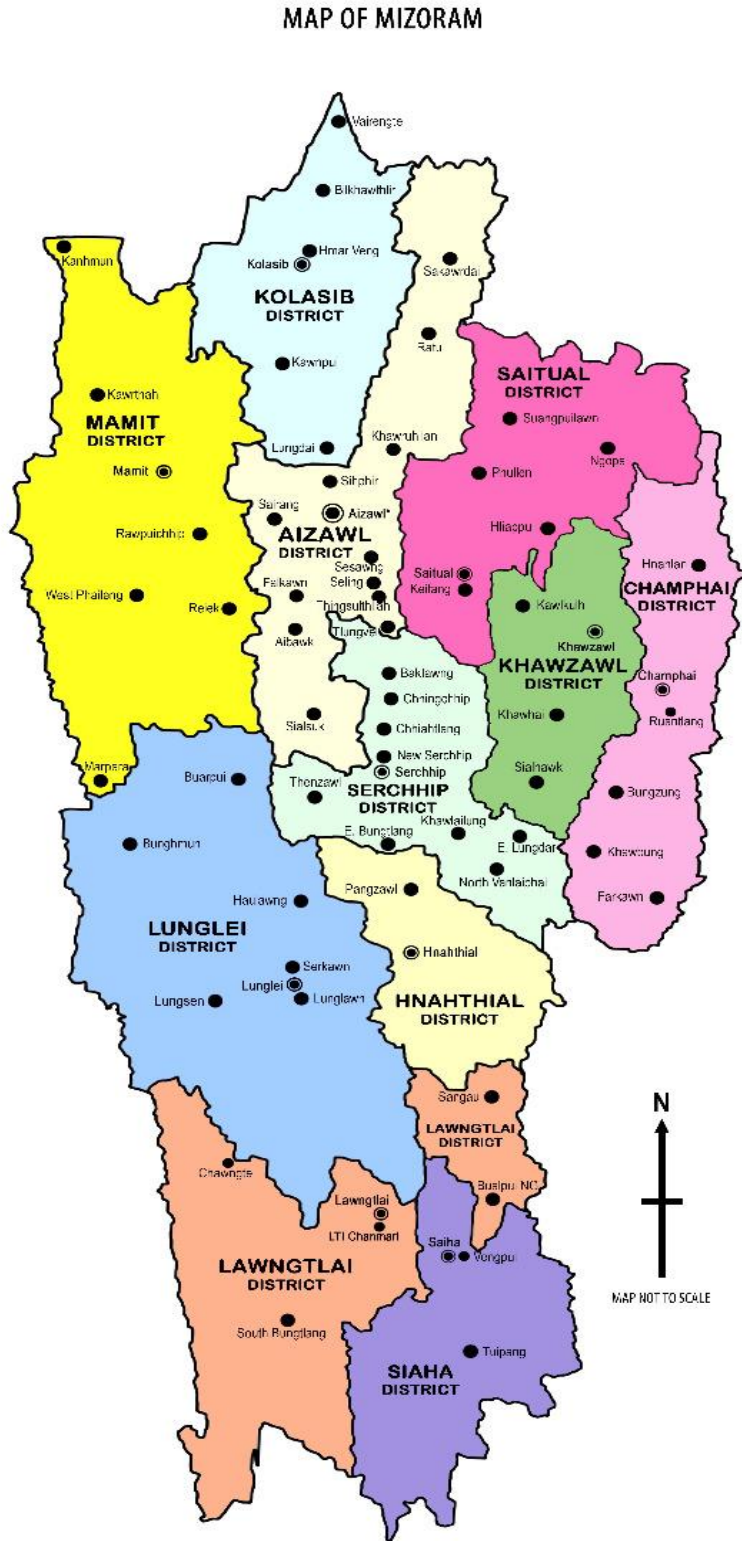 MAP OF MIZORAM
Vairengte
Bilkhawthlir
Hmar Veng
Kolasib
KOLASIB
DISTRICT
Kawnpui
Lungdai
Kanhmun
Kawrthah
MAMIT
DISTRICT
Mamit
Rawpuichhip
West Phaileng
Reiek
Marpara
Sakawrdai
Ratu
Khawruhlian
Sihphir
Sairang
Aizawl*
AIZAWL
DISTRICT
Sesawng
Seling
Falkawn
Thingsulthliah
Tlungvel
Aibawk
Sialsuk
SAITUAL
DISTRICT
Suangpuilawn
Ngopa
Phullen
Hliappui
Saitual
Keifang
Hnahlan
CHAMPHAI
DISTRICT
Champhai
Ruantlang
Bungzung
Khawbung
Farkawn
Kawlkulh
Khawzawl
KHAWZAWL
DISTRICT
Khawhai
Sialhawk
Baktawng
Chhingchhip
Chhiahtlang
New Serchhip
Serchhip
SERCHHIP
DISTRICT
Thenzawl
Khawlailung
E. Bungtlang
E. Lungdar
North Vanlaiphai
Buarpui
Bunghmun
Haulawng
LUNGLEI
DISTRICT
Serkawn
Lunglei
Lungsen
Lunglawn
Pangzawl
Hnahthial
HNAHTHIAL
DISTRICT
Sangau
LAWNGTLAI
DISTRICT
Bualpui NG
Chawngte
Lawngtlai
LTI Chanmari
LAWNGTLAI
DISTRICT
South Bungtlang
Saiha
Vengpui
Tuipang
SIAHA
DISTRICT
N
MAP NOT TO SCALE